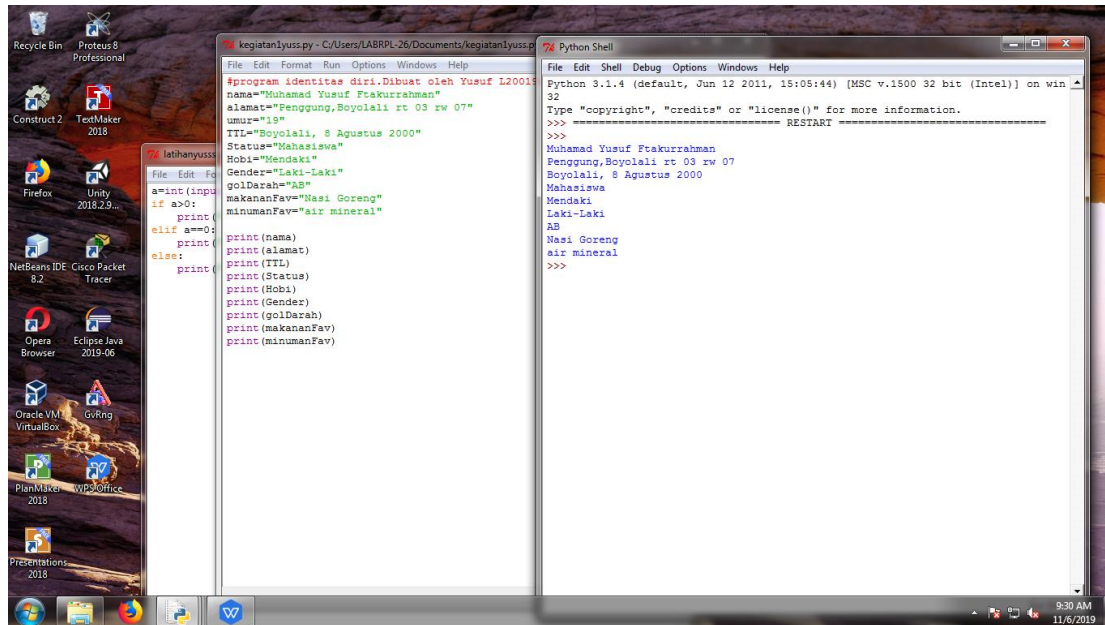 Recycle Bin
Proteus 8
Professional
Construct 2
TextMaker
2018
Firefox
Unity
2018.2.9...
NetBeans IDE
8.2
Cisco Packet
Tracer
Opera
Browser
Eclipse Java
2019-06
Oracle VM
VirtualBox
GvRng
PlanMaker
2018
WPS Office
Presentations
2018
latihanyusss
File Edit Fo
a=int(inpu
if a>0:
print(
elif a==0:
print(
else:
print(
kegiatan1yuss.py - C:/Users/LABRPL-26/Documents/kegiatan1yuss.p
File Edit Format Run Options Windows Help
#program identitas diri.Dibuat oleh Yusuf L20019
nama="Muhamad Yusuf Ftakurrahman"
alamat="Penggung,Boyolali rt 03 rw 07"
umur="19"
TTL="Boyolali, 8 Agustus 2000"
Status="Mahasiswa"
Hobi="Mendaki"
Gender="Laki-Laki"
golDarah="AB"
makananFav="Nasi Goreng"
minumanFav="air mineral"
print(nama)
print(alamat)
print(TTL)
print(Status)
print(Hobi)
print(Gender)
print(golDarah)
print(makananFav)
print(minumanFav)
Python Shell
File Edit Shell Debug Options Windows Help
Python 3.1.4 (default, Jun 12 2011, 15:05:44) [MSC v.1500 32 bit (Intel)] on win
32
Type "copyright", "credits" or "license()" for more information.
>>> ================================ RESTART ================================
>>>
Muhamad Yusuf Ftakurrahman
Penggung,Boyolali rt 03 rw 07
Boyolali, 8 Agustus 2000
Mahasiswa
Mendaki
Laki-Laki
AB
Nasi Goreng
air mineral
>>>
9:30 AM
11/6/2019